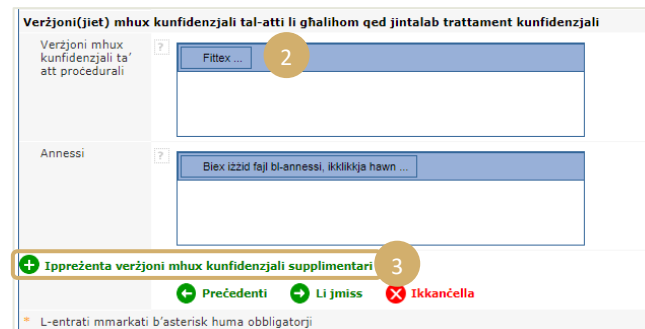 Verżjoni(jiet) mhux kunfidenzjali tal-atti li għalihom qed jintalab trattament kunfidenzjali
Verżjoni mhux
kunfidenzjali ta'
att proċedurali
?
Fittex ...
2
Annessi
?
Biex iżżid fajl bl-annessi, ikklikkja hawn ...
Ippreżenta verżjoni mhux kunfidenzjali supplimentari
3
Preċedenti
Li jmiss
Ikkanċella
* L-entrati mmarkati b'asterisk huma obbligatorji